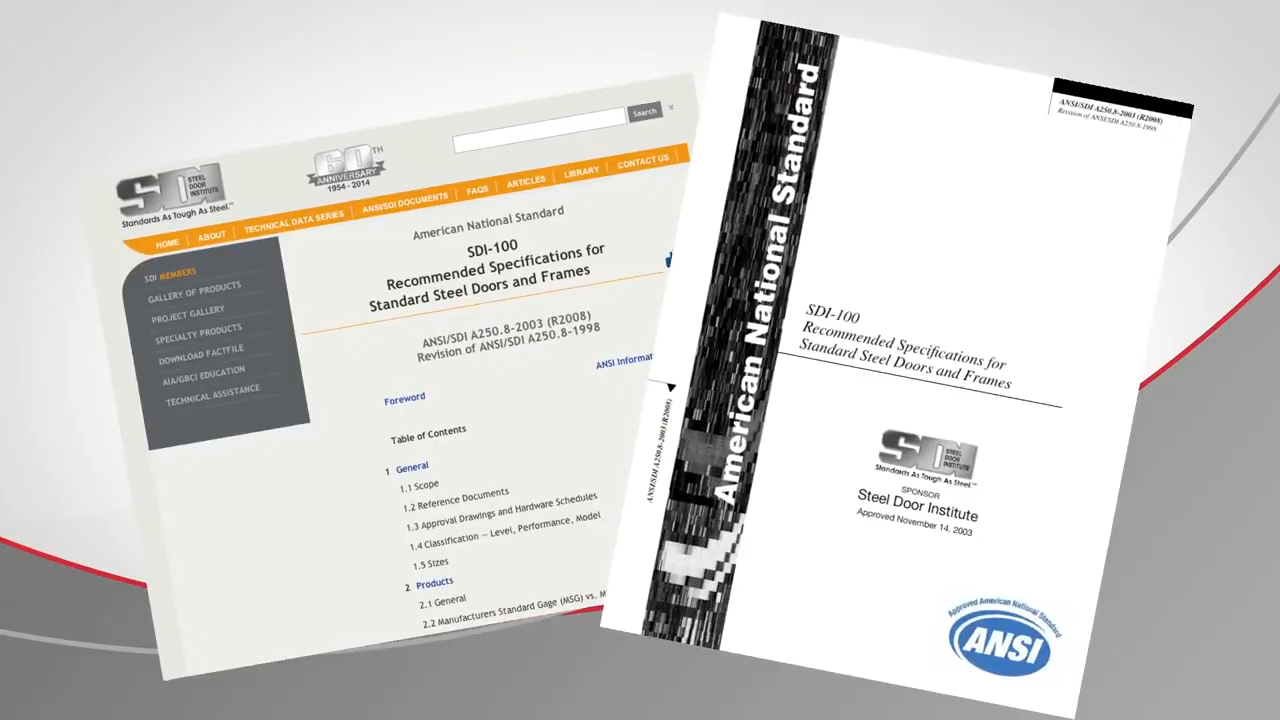 Search
x
SDI
STEEL
DOOR
INSTITUTE
Standards As Tough As Steel.™
60TH
ANNIVERSARY
1954 - 2014
HOME | ABOUT | TECHNICAL DATA SERIES | ANSI/SDI DOCUMENTS | FAQS | ARTICLES | LIBRARY | CONTACT US |
SDI MEMBERS
GALLERY OF PRODUCTS
PROJECT GALLERY
SPECIALTY PRODUCTS
DOWNLOAD FACTFILE
AIA/GBCI EDUCATION
TECHNICAL ASSISTANCE
American National Standard
SDI-100
Recommended Specifications for
Standard Steel Doors and Frames
ANSI/SDI A250.8-2003 (R2008)
Revision of ANSI/SDI A250.8-1998
ANSI Informa
Foreword
Table of Contents
1 General
1.1 Scope
1.2 Reference Documents
1.3 Approval Drawings and Hardware Schedules
1.4 Classification — Level, Performance, Model
1.5 Sizes
2 Products
2.1 General
2.2 Manufacturers Standard Gage (MSG) vs. M
ANSI/SDI A250.8-2003 (R2008)
American National Standard
ANSI/SDI A250.8-2003 (R2008)
Revision of ANSI/SDI A250.8-1998
SDI-100
Recommended Specifications for
Standard Steel Doors and Frames
SDI
STEEL
DOOR
INSTITUTE
Standards As Tough As Steel.™
SPONSOR
Steel Door Institute
Approved November 14, 2003
Approved American National Standard
ANSI